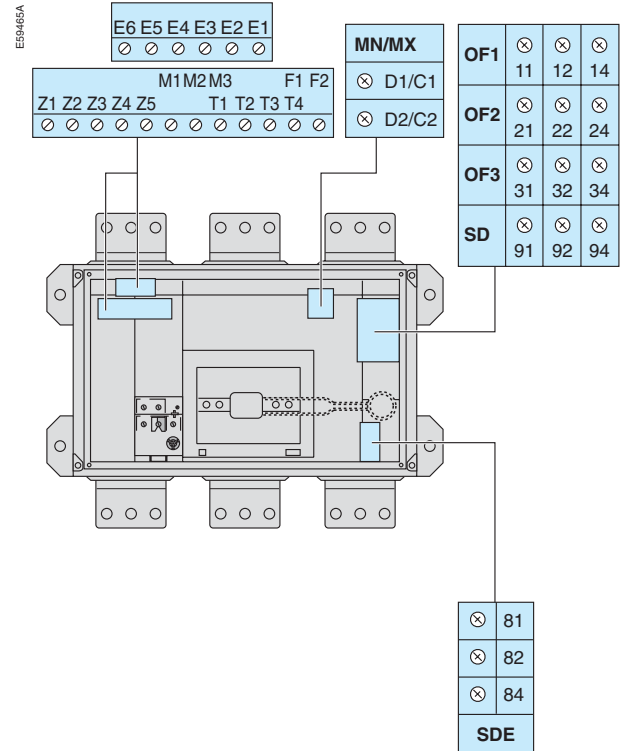 E59465A
E6 E5 E4 E3 E2 E1
M1 M2 M3 F1 F2
Z1 Z2 Z3 Z4 Z5 T1 T2 T3 T4
MN/MX
D1/C1
D2/C2
OF1 11 12 14
OF2 21 22 24
OF3 31 32 34
SD 91 92 94
81
82
84
SDE